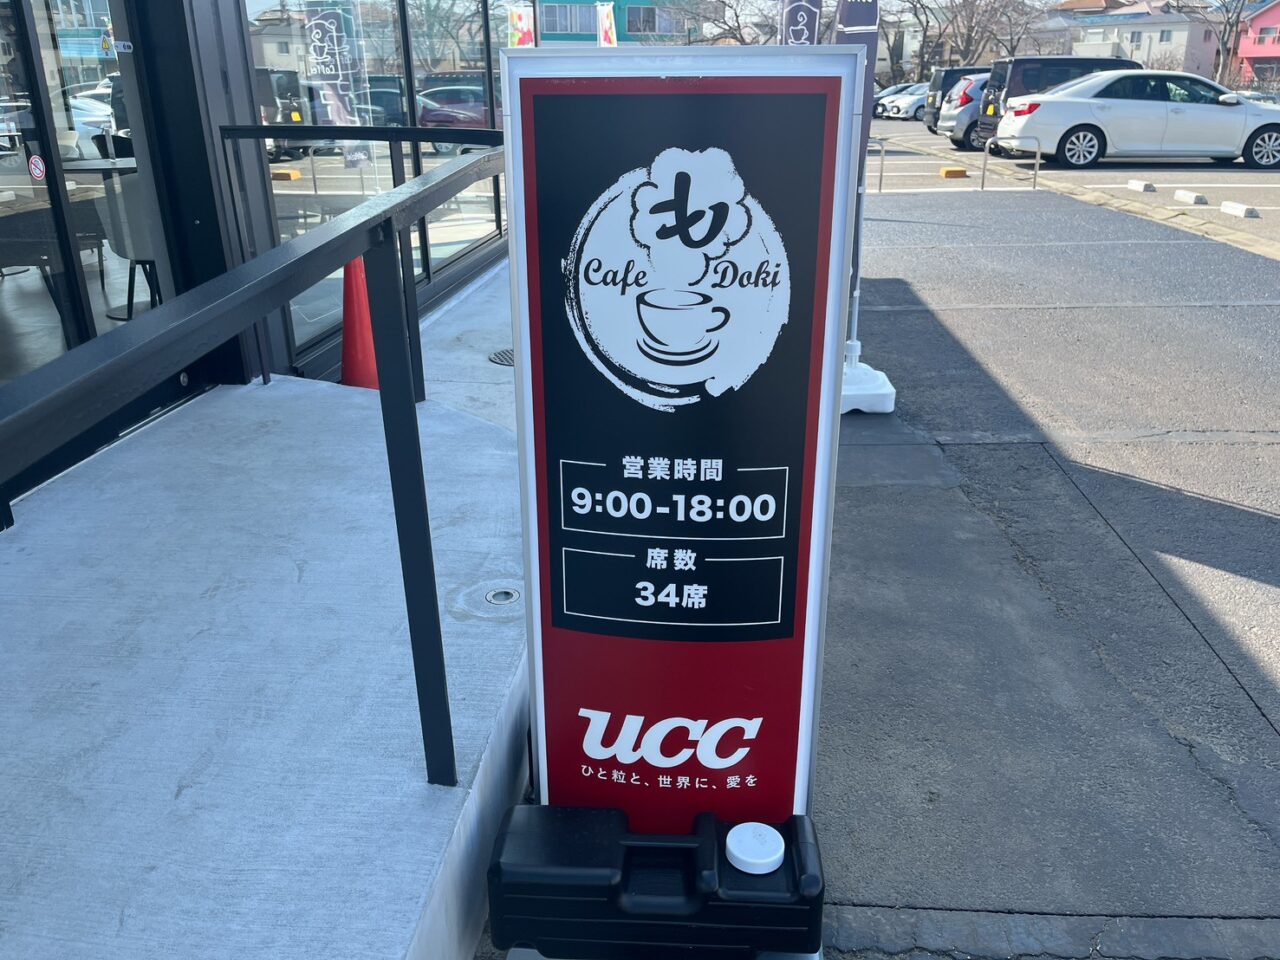 Cafe Doki
営業時間
9:00-18:00
席数
34席
UCC
ひと粒と、世界に、愛を